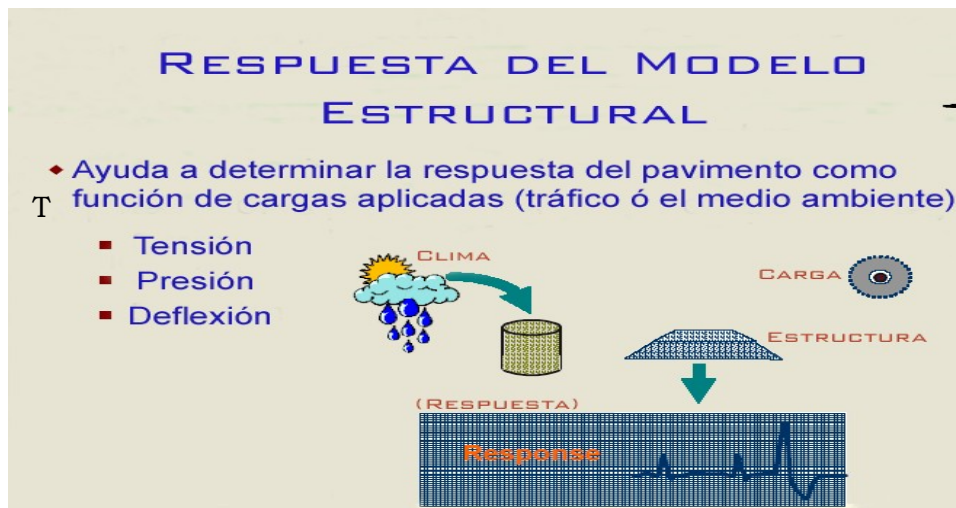 RESPUESTA DEL MODELO
ESTRUCTURAL
Ayuda a determinar la respuesta del pavimento como
T
función de cargas aplicadas (tráfico ó el medio ambiente)
Tensión
Presión
Deflexión
CLIMA
CARGA
ESTRUCTURA
(RESPUESTA)
Response